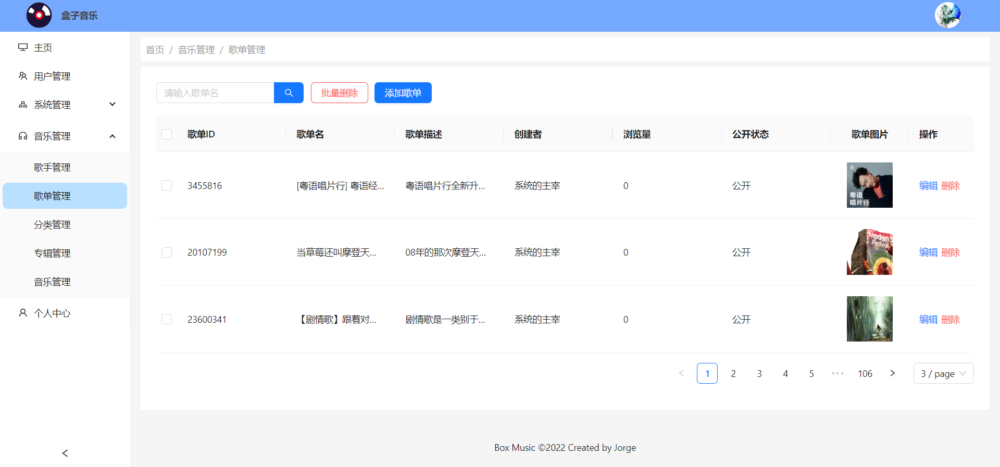 盒子音乐
主页
用户管理
系统管理
音乐管理
歌手管理
歌单管理
分类管理
专辑管理
音乐管理
个人中心
首页 / 音乐管理 / 歌单管理
请输入歌单名 批量删除 添加歌单
歌单ID 歌单名 歌单描述 创建者 浏览量 公开状态 歌单图片 操作
3455816 [粤语唱片行] 粤语经... 粤语唱片行全新升... 系统的主宰 0 公开 编辑 删除
粤语
唱片行
20107199 当草莓还叫摩登天... 08年的那次摩登天... 系统的主宰 0 公开 编辑 删除
Modern S
Festival
23600341 【剧情歌】跟着对... 剧情歌是一类别于... 系统的主宰 0 公开 编辑 删除
< 1 2 3 4 5 ••• 106 > 3 / page
Box Music ©2022 Created by Jorge